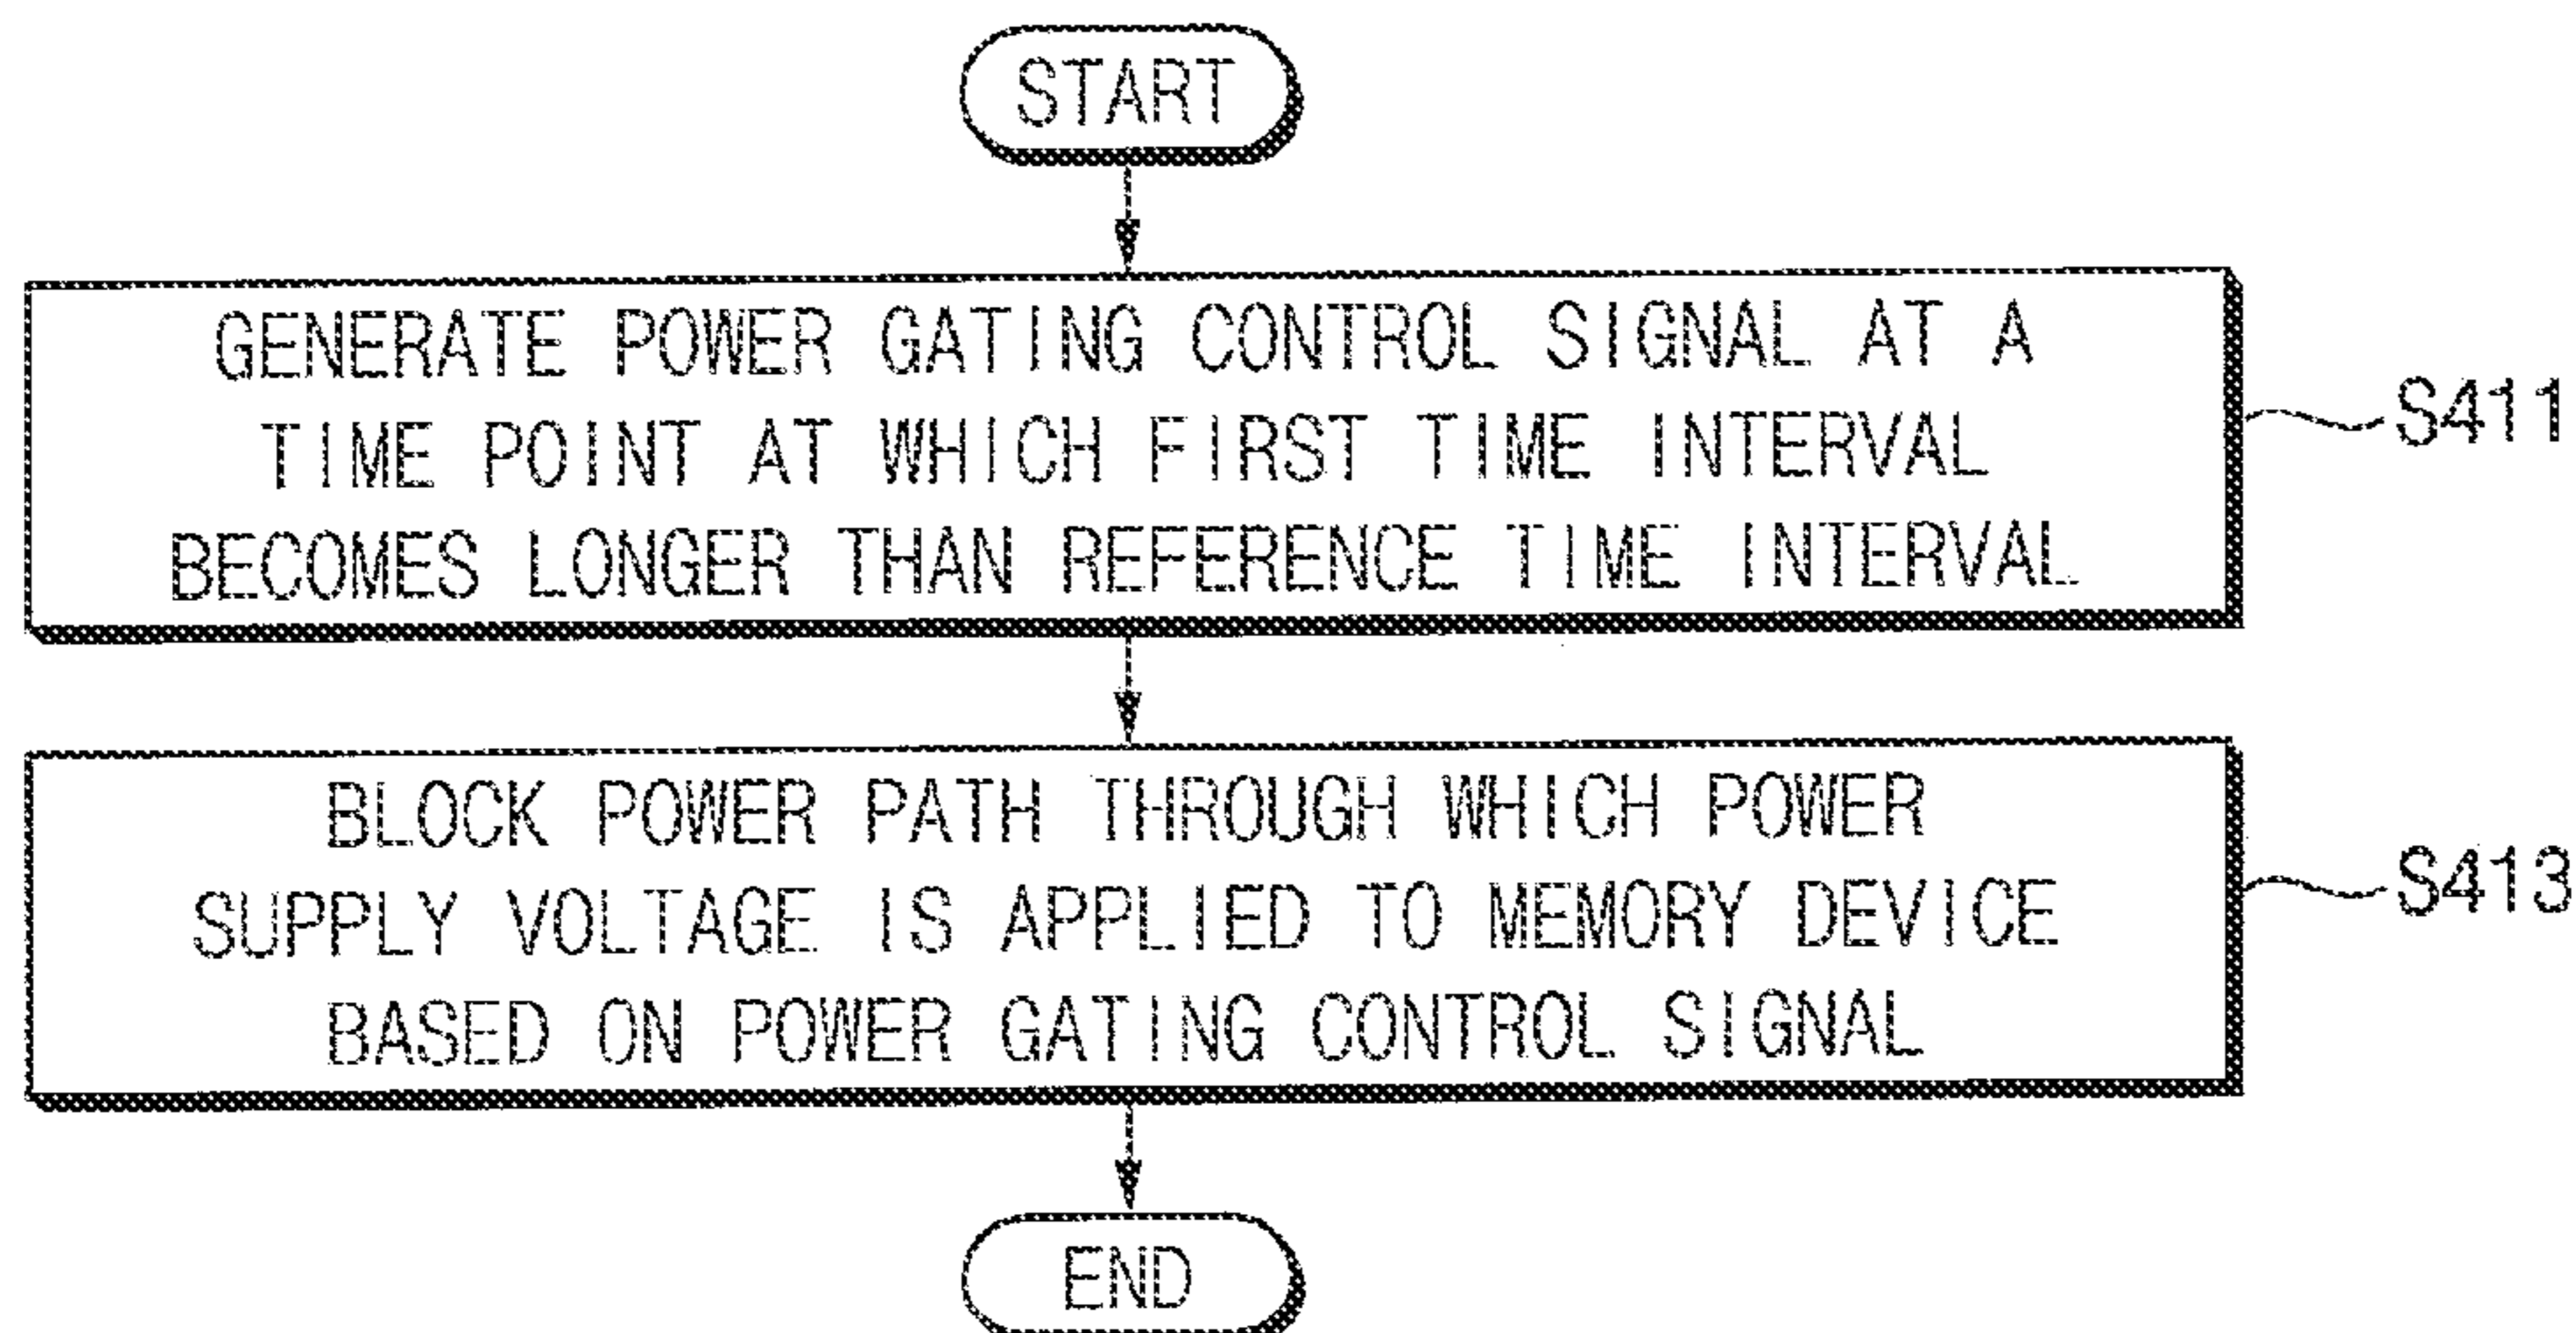 START
GENERATE POWER GATING CONTROL SIGNAL AT A
TIME POINT AT WHICH FIRST TIME INTERVAL
BECOMES LONGER THAN REFERENCE TIME INTERVAL
S411
BLOCK POWER PATH THROUGH WHICH POWER
SUPPLY VOLTAGE IS APPLIED TO MEMORY DEVICE
BASED ON POWER GATING CONTROL SIGNAL
S413
END